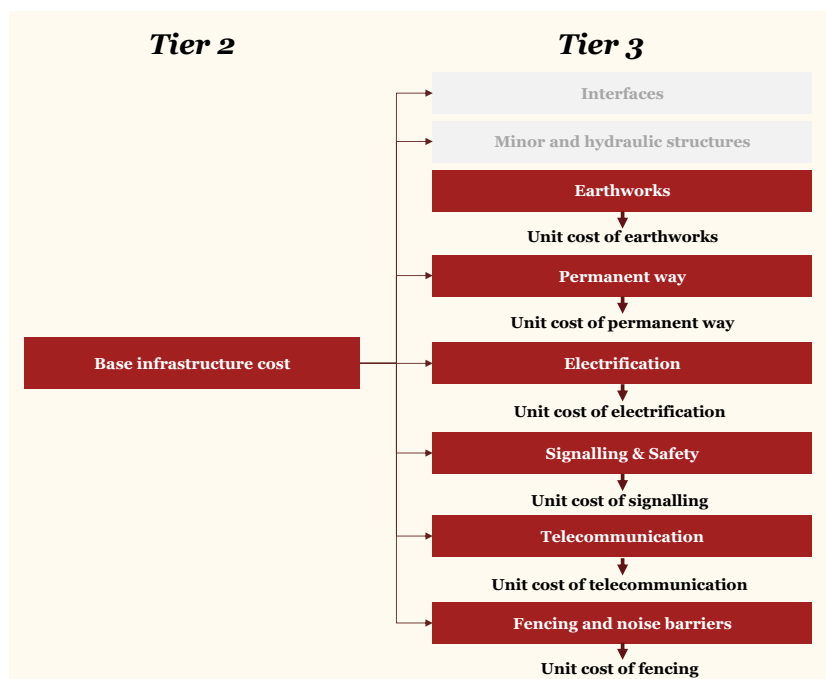 Tier 2
Tier 3
Interfaces
Minor and hydraulic structures
Earthworks
Unit cost of earthworks
Permanent way
Unit cost of permanent way
Base infrastructure cost
Electrification
Unit cost of electrification
Signalling & Safety
Unit cost of signalling
Telecommunication
Unit cost of telecommunication
Fencing and noise barriers
Unit cost of fencing